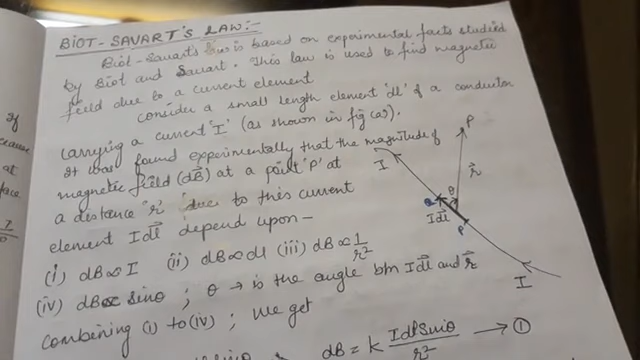 BIOT-SAVART'S LAW:-
Biot-Savart's law is based on experimental facts studied
by Biot and Savart. This law is used to find magnetic
field due to a current element
Consider a small length element 'dl' of a conductor
carrying a current 'I' (as shown in fig (a)).
It was found experimentally that the magnitude of
magnetic field (dB⃗) at a point 'P' at
a distance 'r' due to this current
element Idl⃗ depend upon-
(i) dB∝I (ii) dB∝dl (iii) dB∝1/r²
(iv) dB∝ sinθ ; θ → is the angle btn Idl⃗ and r⃗
Combining (i) to (iv) ; we get
dB = k Idl sinθ/r² → ①
P
I
r⃗
θ
Idl⃗
P
I
at